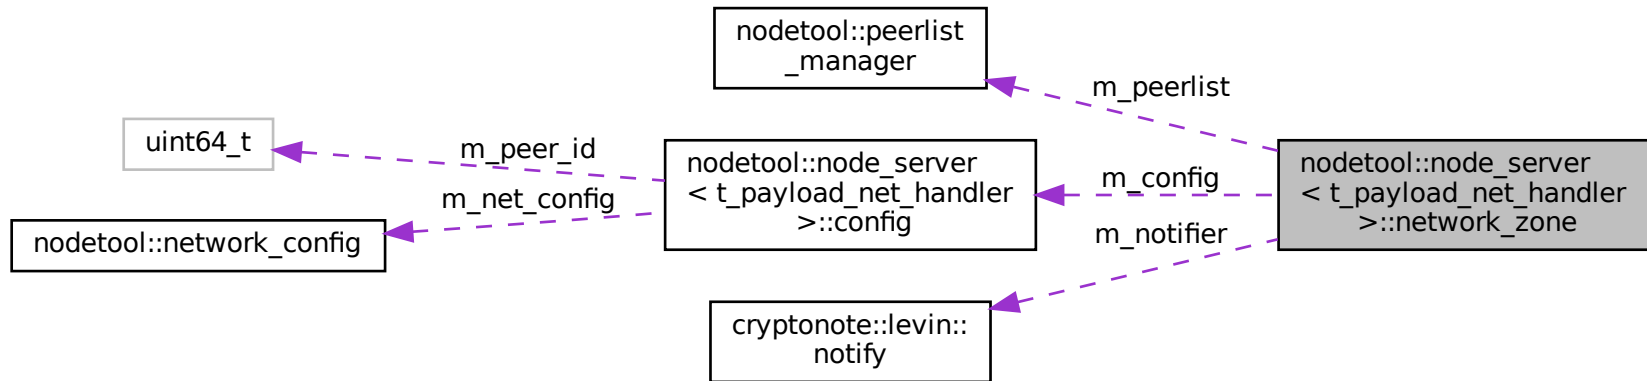 nodetool::peerlist
_manager
m_peerlist
uint64_t
m_peer_id
nodetool::node_server
< t_payload_net_handler
>::config
m_config
nodetool::node_server
< t_payload_net_handler
>::network_zone
m_net_config
nodetool::network_config
m_notifier
cryptonote::levin::
notify